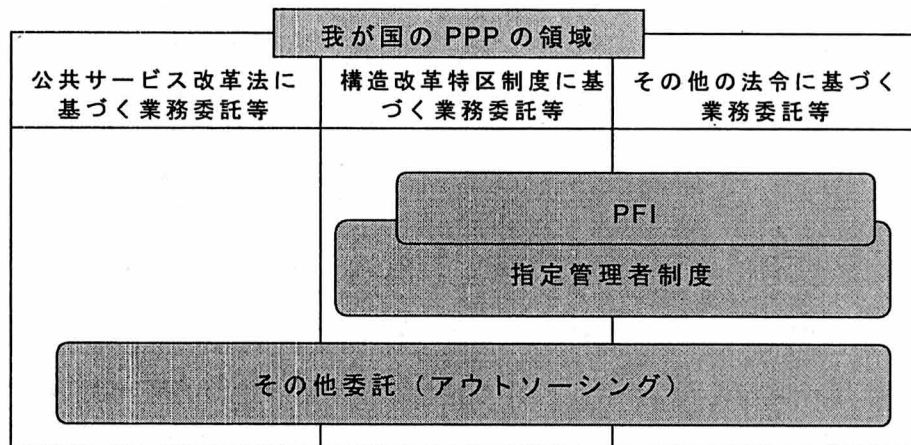 我が国の PPP の領域
公共サービス改革法に
基づく業務委託等
構造改革特区制度に基
づく業務委託等
その他の法令に基づく
業務委託等
PFI
指定管理者制度
その他委託（アウトソーシング）